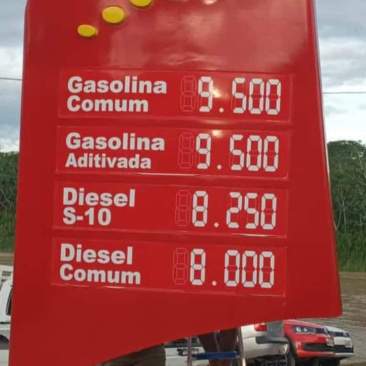 Gasolina
Comum 9.500
Gasolina
Aditivada 9.500
Diesel
S-10 8.250
Diesel
Comum 8.000